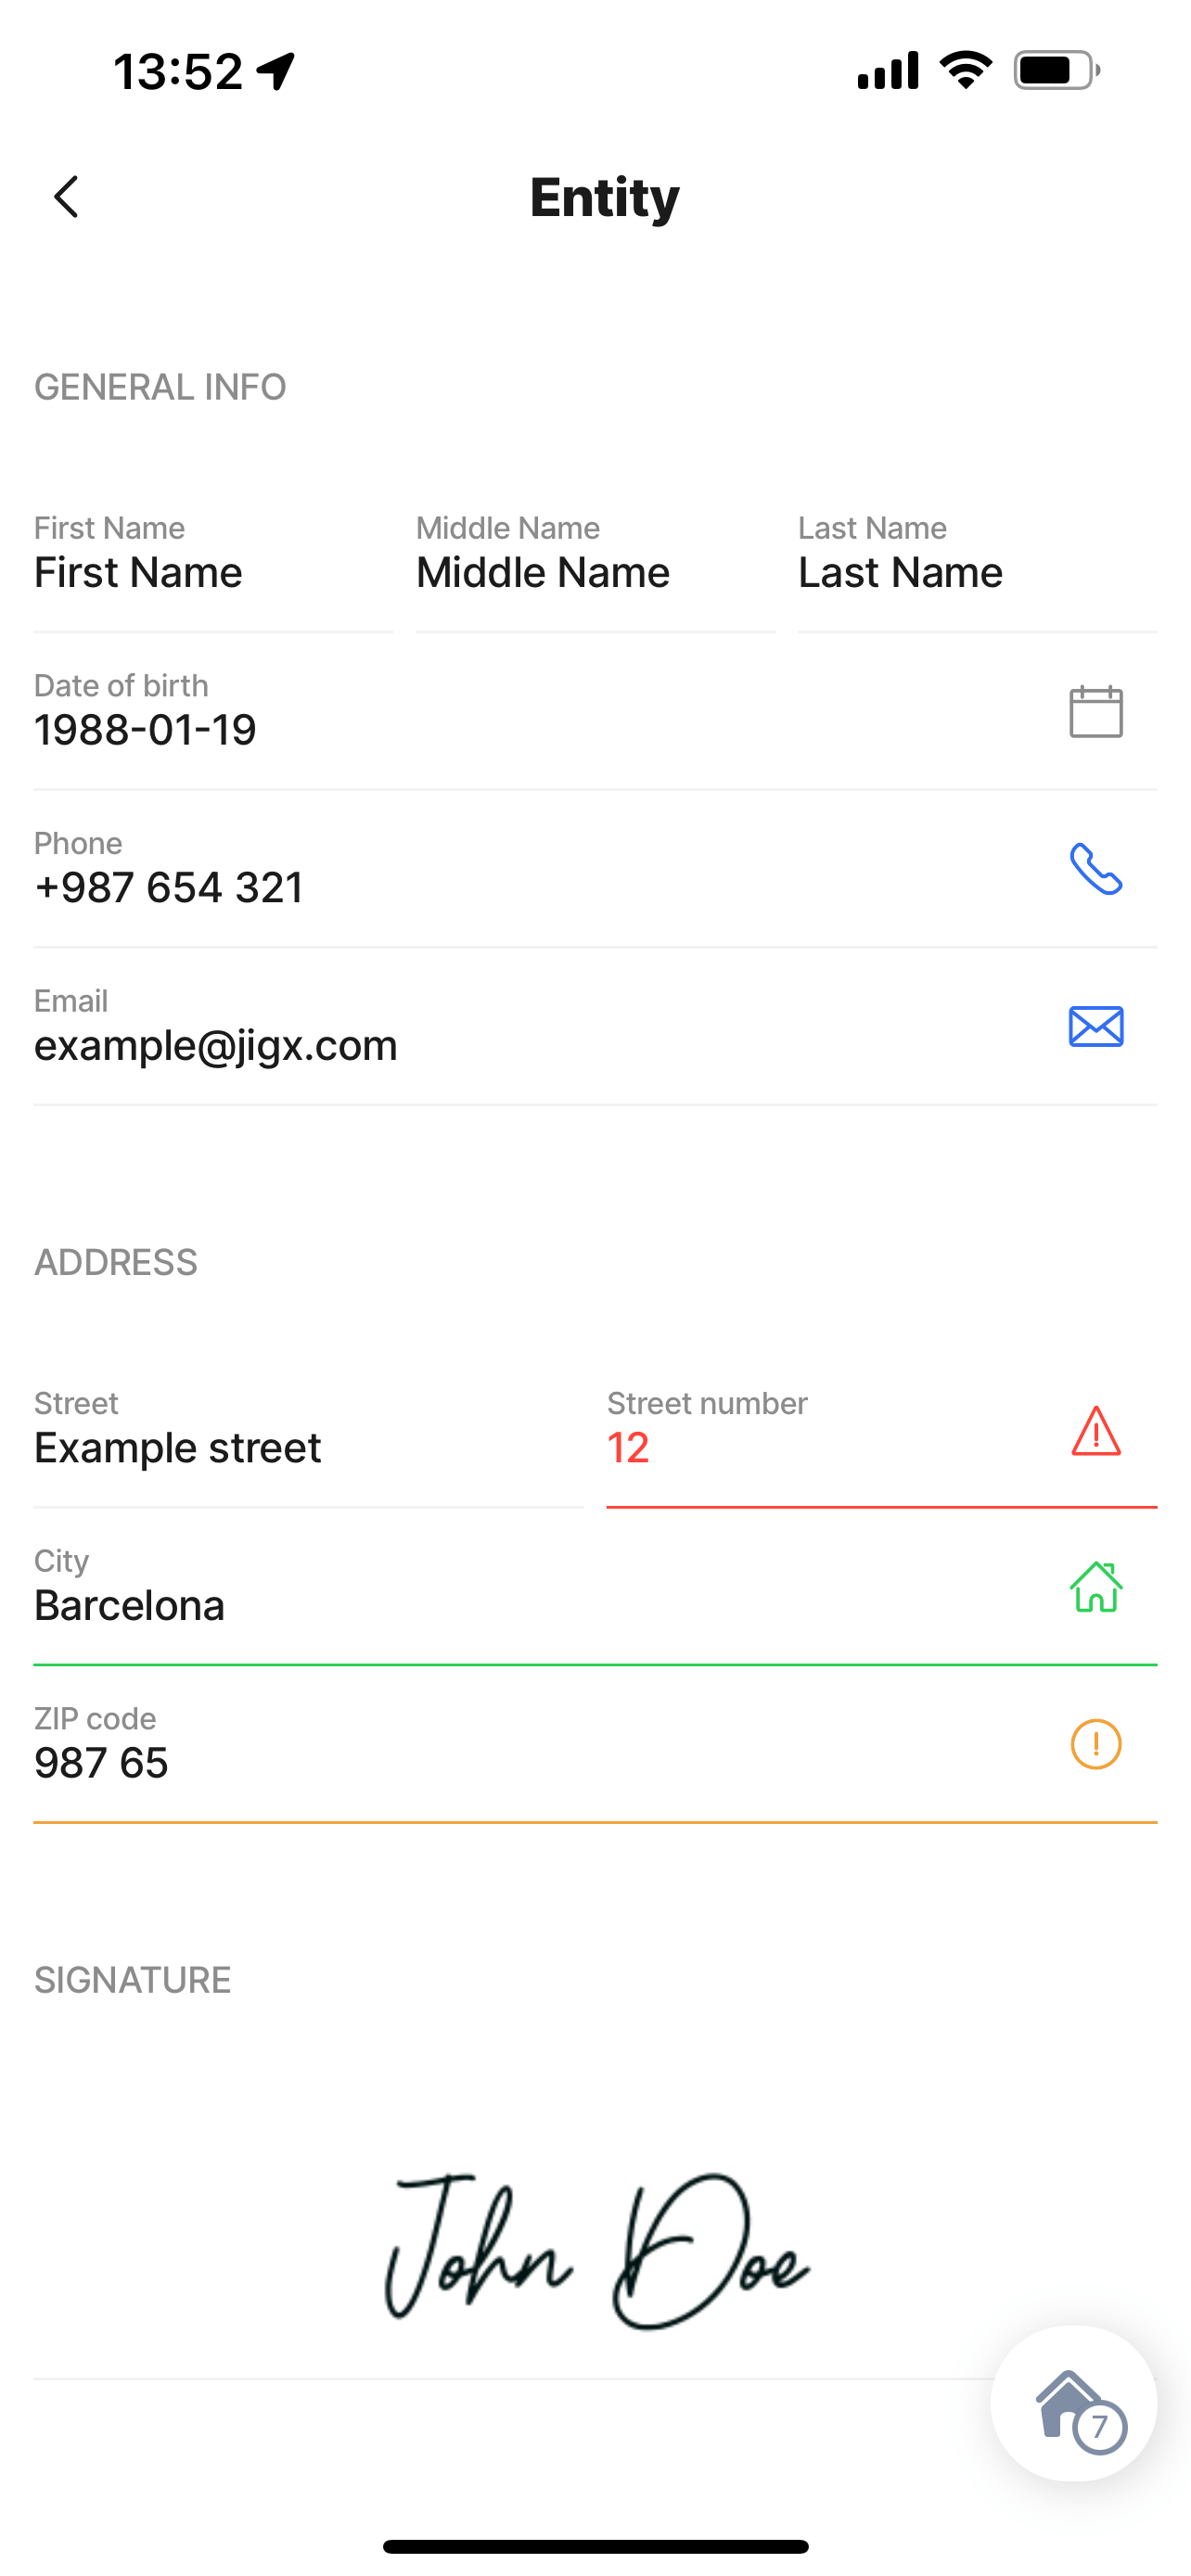 13:52
Entity
GENERAL INFO
First Name Middle Name Last Name
First Name Middle Name Last Name
Date of birth
1988-01-19
Phone
+987 654 321
Email
example@jigx.com
ADDRESS
Street Street number
Example street 12
City
Barcelona
ZIP code
987 65
SIGNATURE
John Doe
7